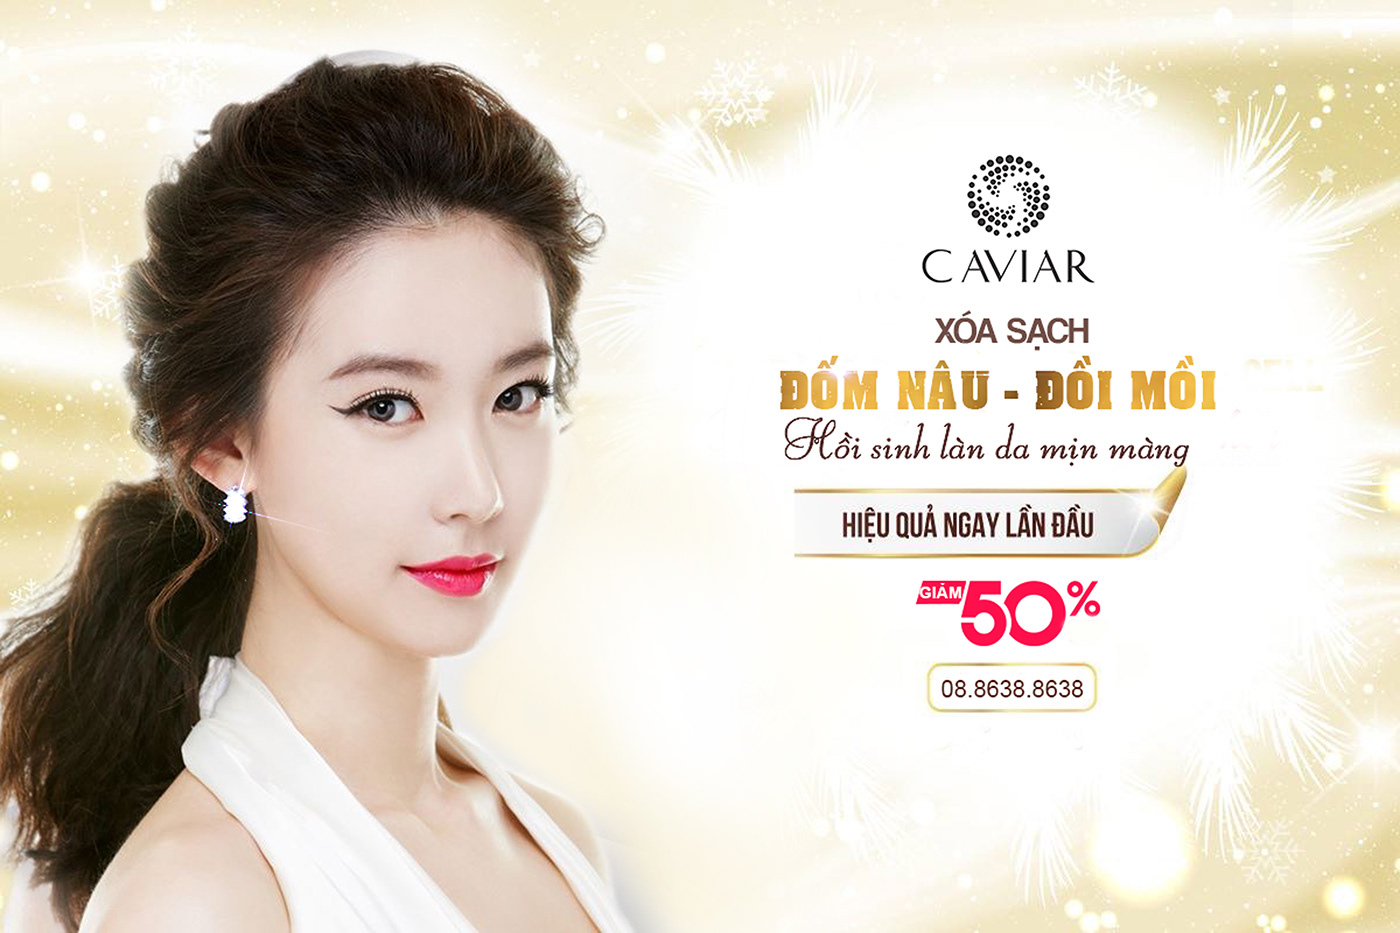 CAVIAR
XÓA SẠCH
ĐỐM NÂU - ĐỒI MỒI
Hồi sinh làn da mịn màng
HIỆU QUẢ NGAY LẦN ĐẦU
GIẢM 50%
08.8638.8638